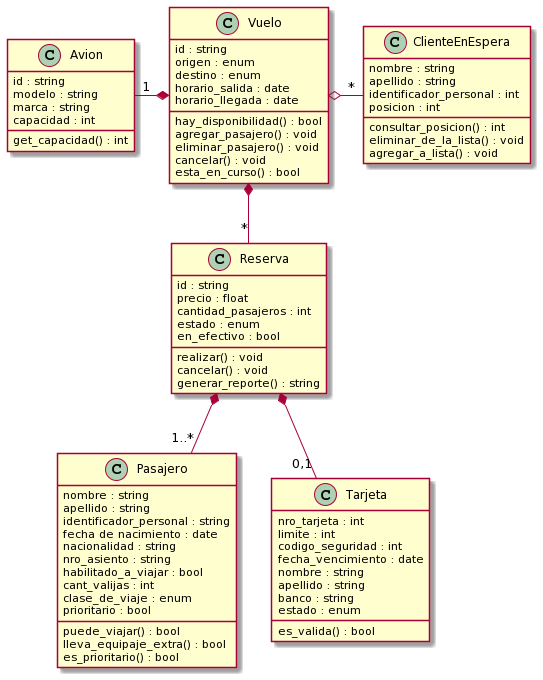 C Avion
id : string
modelo : string
marca : string
capacidad : int
get_capacidad() : int
1
C Vuelo
id : string
origen : enum
destino : enum
horario_salida : date
horario_llegada : date
hay_disponibilidad() : bool
agregar_pasajero() : void
eliminar_pasajero() : void
cancelar() : void
esta_en_curso() : bool
*
C ClienteEnEspera
nombre : string
apellido : string
identificador_personal : int
posicion : int
consultar_posicion() : int
eliminar_de_la_lista() : void
agregar_a_lista() : void
*
C Reserva
id : string
precio : float
cantidad_pasajeros : int
estado : enum
en_efectivo : bool
realizar() : void
cancelar() : void
generar_reporte() : string
1..*
0,1
C Pasajero
nombre : string
apellido : string
identificador_personal : string
fecha de nacimiento : date
nacionalidad : string
nro_asiento : string
habilitado_a_viajar : bool
cant_valijas : int
clase_de_viaje : enum
prioritario : bool
puede_viajar() : bool
lleva_equipaje_extra() : bool
es_prioritario() : bool
C Tarjeta
nro_tarjeta : int
limite : int
codigo_seguridad : int
fecha_vencimiento : date
nombre : string
apellido : string
banco : string
estado : enum
es_valida() : bool